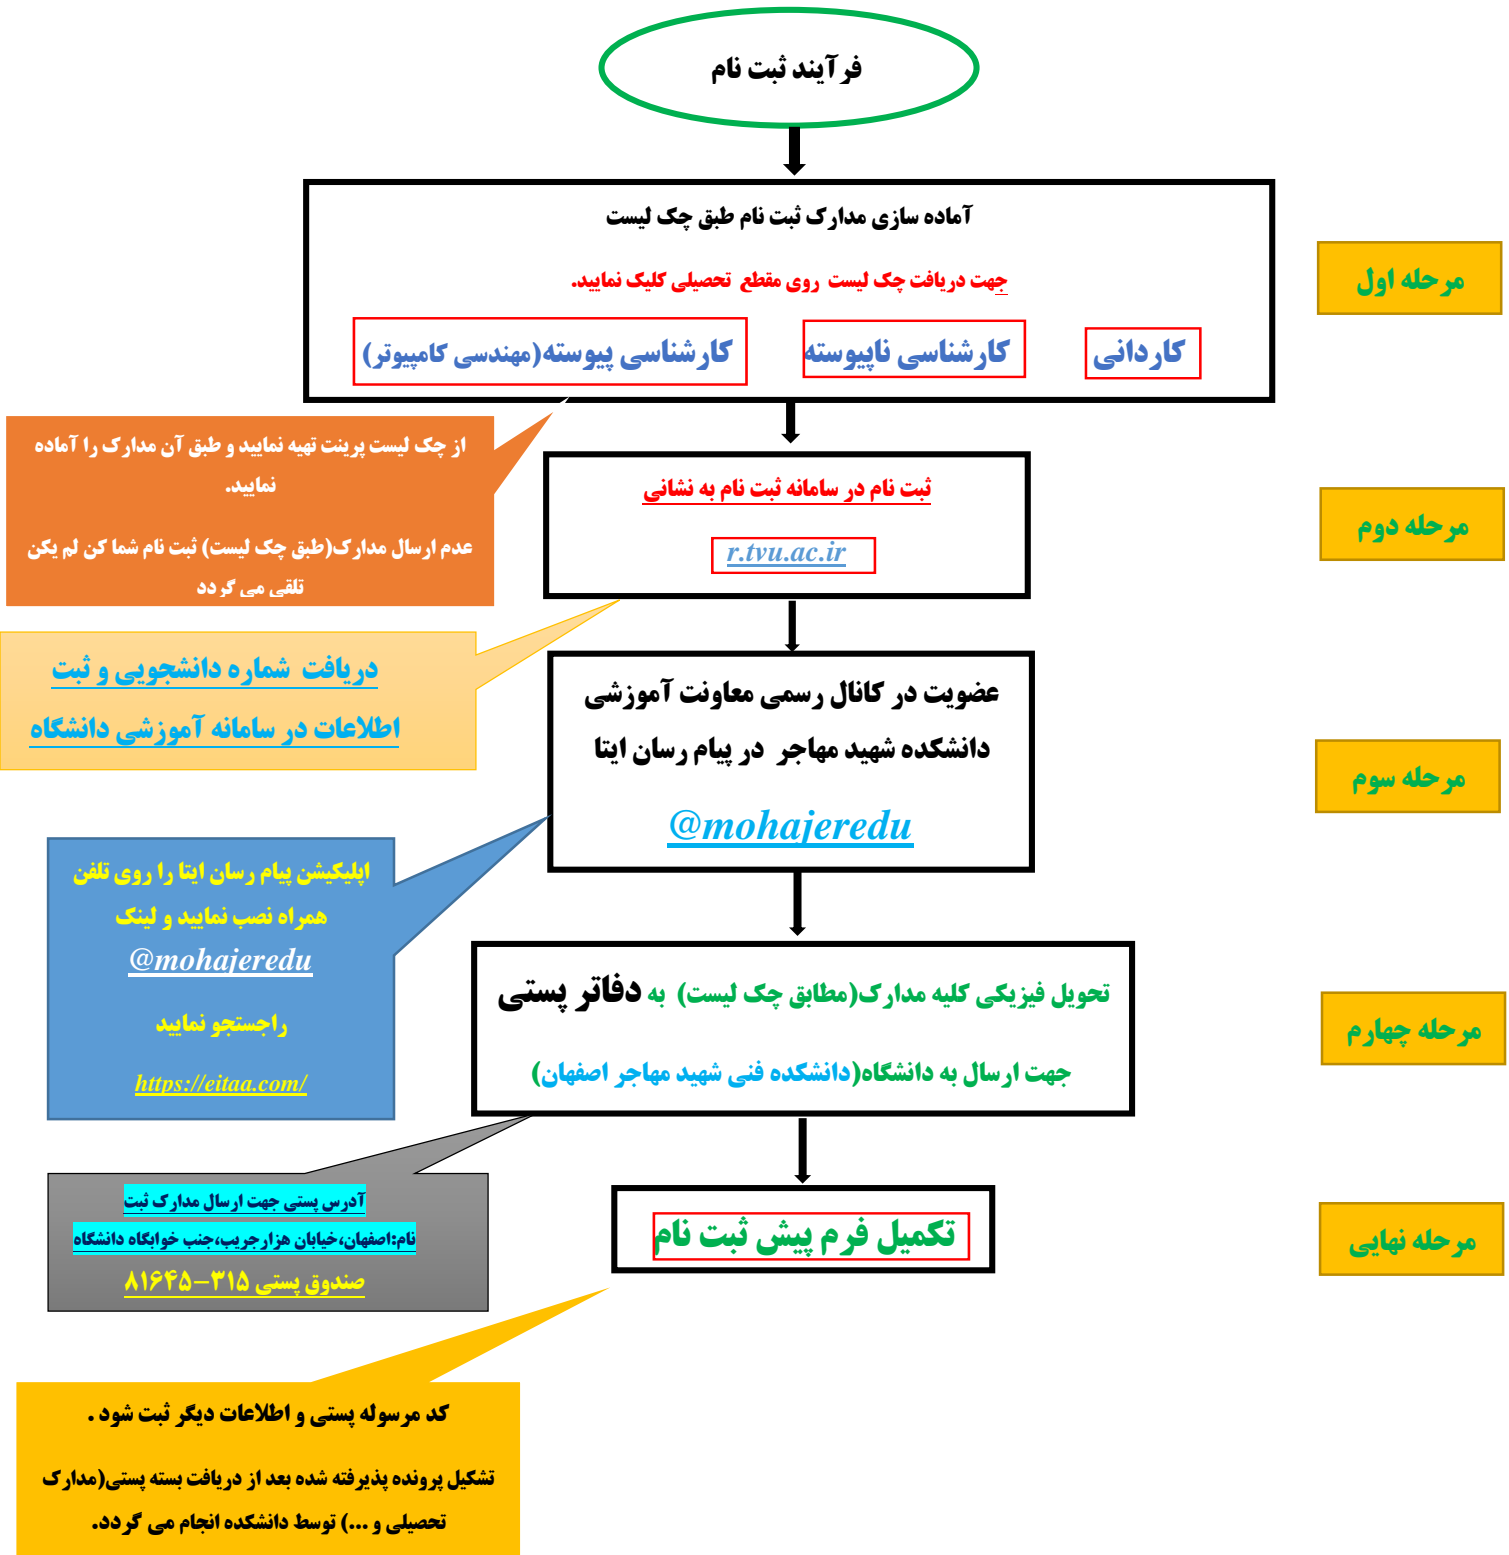 فرآیند ثبت نام
آماده سازی مدارک ثبت نام طبق چک لیست
جهت دریافت چک لیست روی مقطع تحصیلی کلیک نمایید.
کاردانی
کارشناسی ناپیوسته
کارشناسی پیوسته(مهندسی کامپیوتر)
مرحله اول
از چک لیست پرینت تهیه نمایید و طبق آن مدارک را آماده
نمایید.
عدم ارسال مدارک(طبق چک لیست) ثبت نام شما کن لم یکن
تلقی می گردد
ثبت نام در سامانه ثبت نام به نشانی
r.tvu.ac.ir
مرحله دوم
دریافت شماره دانشجویی و ثبت
اطلاعات در سامانه آموزشی دانشگاه
عضویت در کانال رسمی معاونت آموزشی
دانشکده شهید مهاجر در پیام رسان ایتا
@mohajeredu
مرحله سوم
اپلیکیشن پیام رسان ایتا را روی تلفن
همراه نصب نمایید و لینک
@mohajeredu
راجستجو نمایید
https://eitaa.com/
تحویل فیزیکی کلیه مدارک(مطابق چک لیست) به دفاتر پستی
جهت ارسال به دانشگاه(دانشکده فنی شهید مهاجر اصفهان)
مرحله چهارم
آدرس پستی جهت ارسال مدارک ثبت
نام:اصفهان،خیابان هزارجریب،جنب خوابگاه دانشگاه
صندوق پستی ۳۱۵-۸۱۶۴۵
تکمیل فرم پیش ثبت نام
مرحله نهایی
کد مرسوله پستی و اطلاعات دیگر ثبت شود .
تشکیل پرونده پذیرفته شده بعد از دریافت بسته پستی(مدارک
تحصیلی و ...) توسط دانشکده انجام می گردد.